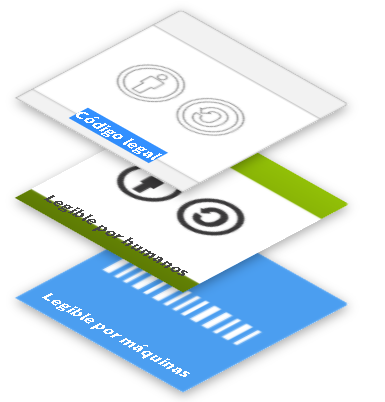 Código legal
Legible por humanos
Legible por máquinas